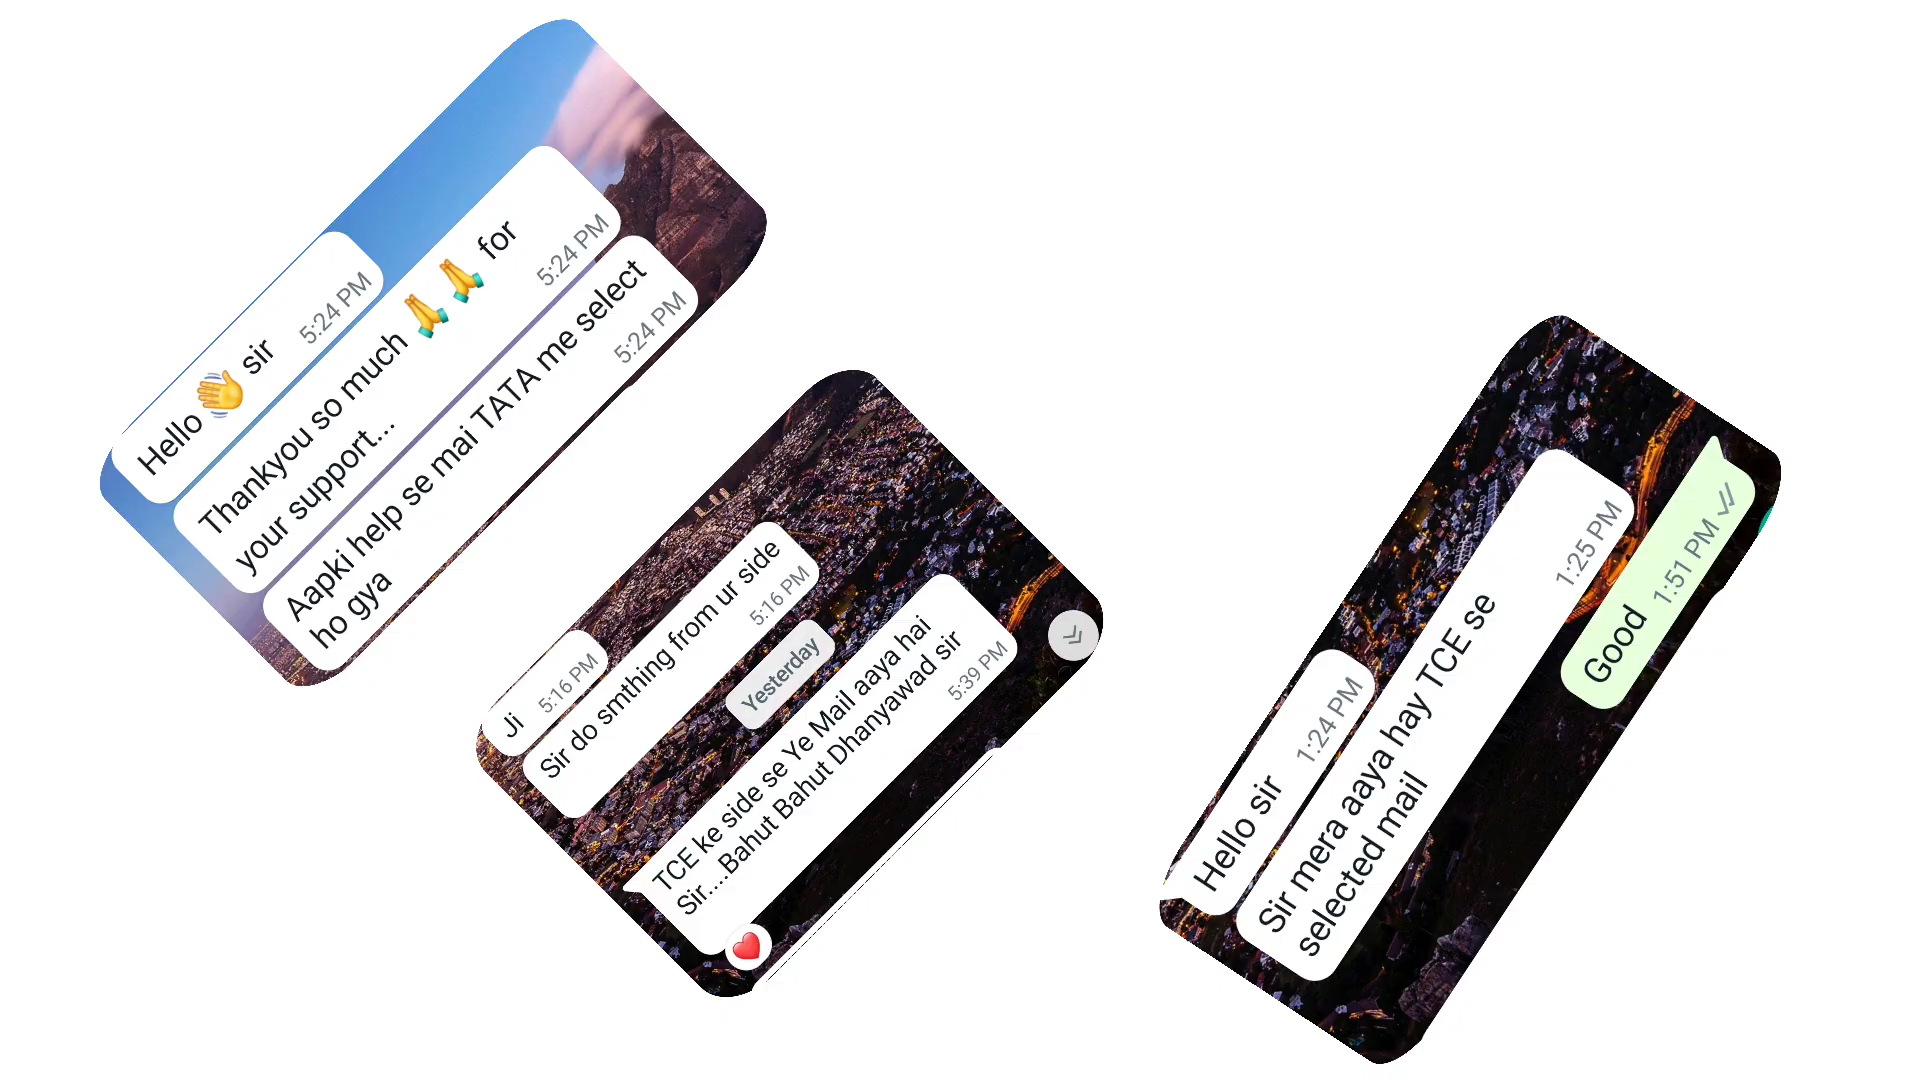 Hello 👋 sir
5:24 PM
Thankyou so much 🙏 🙏 for
your support...
5:24 PM
Aapki help se mai TATA me select
ho gya
5:24 PM
Ji
5:16 PM
Sir do smthing from ur side
5:16 PM
Yesterday
TCE ke side se Ye Mail aaya hai
Sir....Bahut Bahut Dhanyawad sir
5:39 PM
Hello sir
1:24 PM
Sir mera aaya hay TCE se
selected mail
1:25 PM
Good
1:51 PM